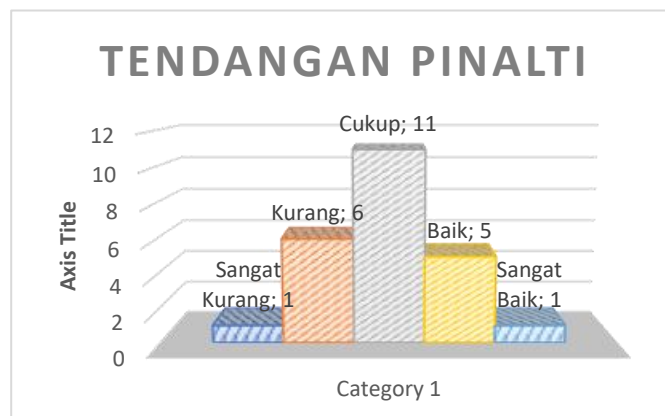 TENDANGAN PINALTI
Axis Title
12
10
8
6
4
2
0
Sangat
Kurang; 1
Kurang; 6
Cukup; 11
Baik; 5
Sangat
Baik; 1
Category 1